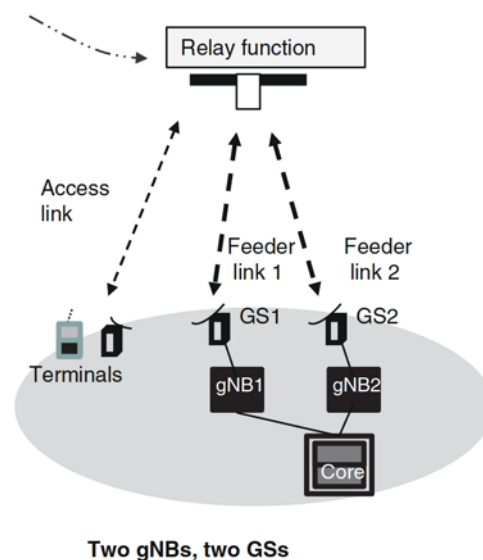 Relay function
Access
link
Feeder
link 1
Feeder
link 2
GS1
GS2
Terminals
gNB1
gNB2
Core
Two gNBs, two GSs